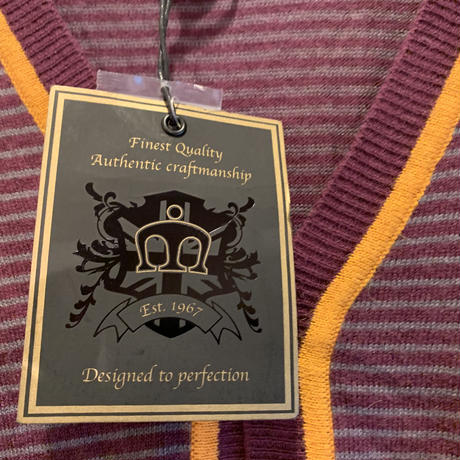 Finest Quality
Authentic craftmanship
Est. 1967
Designed to perfection